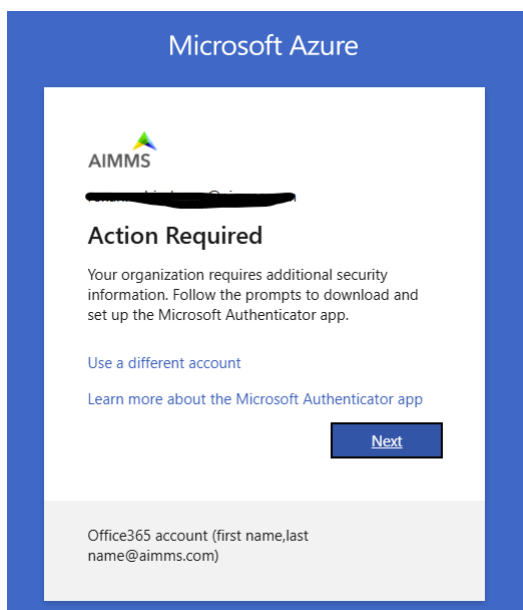 Microsoft Azure
AIMMS
Action Required
Your organization requires additional security
information. Follow the prompts to download and
set up the Microsoft Authenticator app.
Use a different account
Learn more about the Microsoft Authenticator app
Next
Office365 account (first name,last
name@aimms.com)